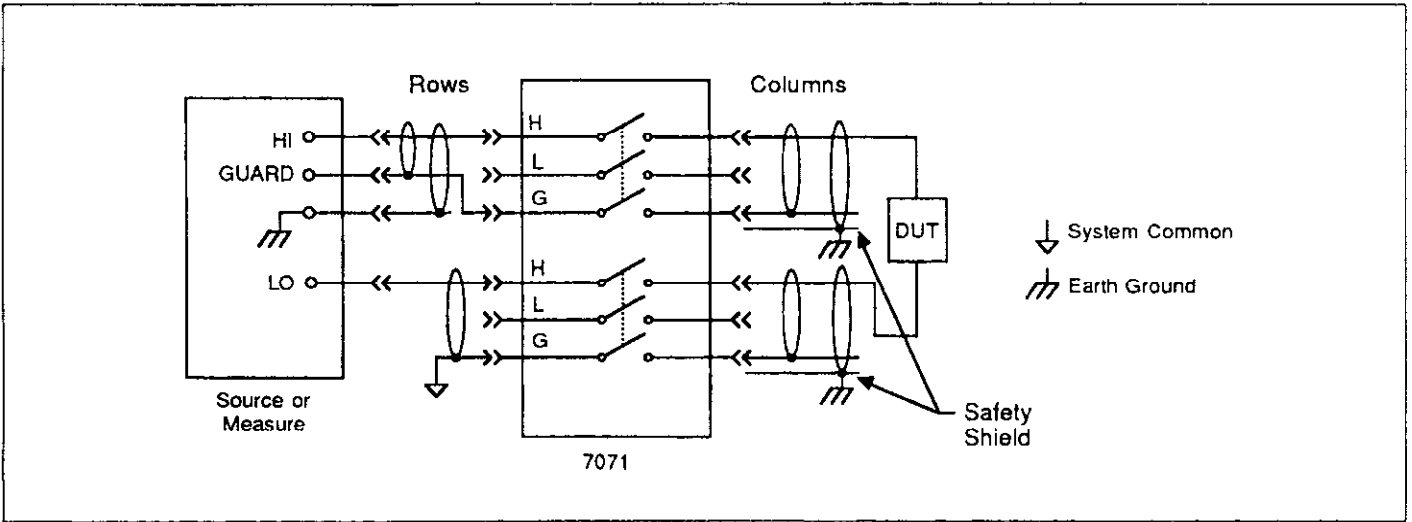 Rows
Columns
HI
GUARD
LO
H
L
G
H
L
G
DUT
System Common
Earth Ground
Source or
Measure
7071
Safety
Shield